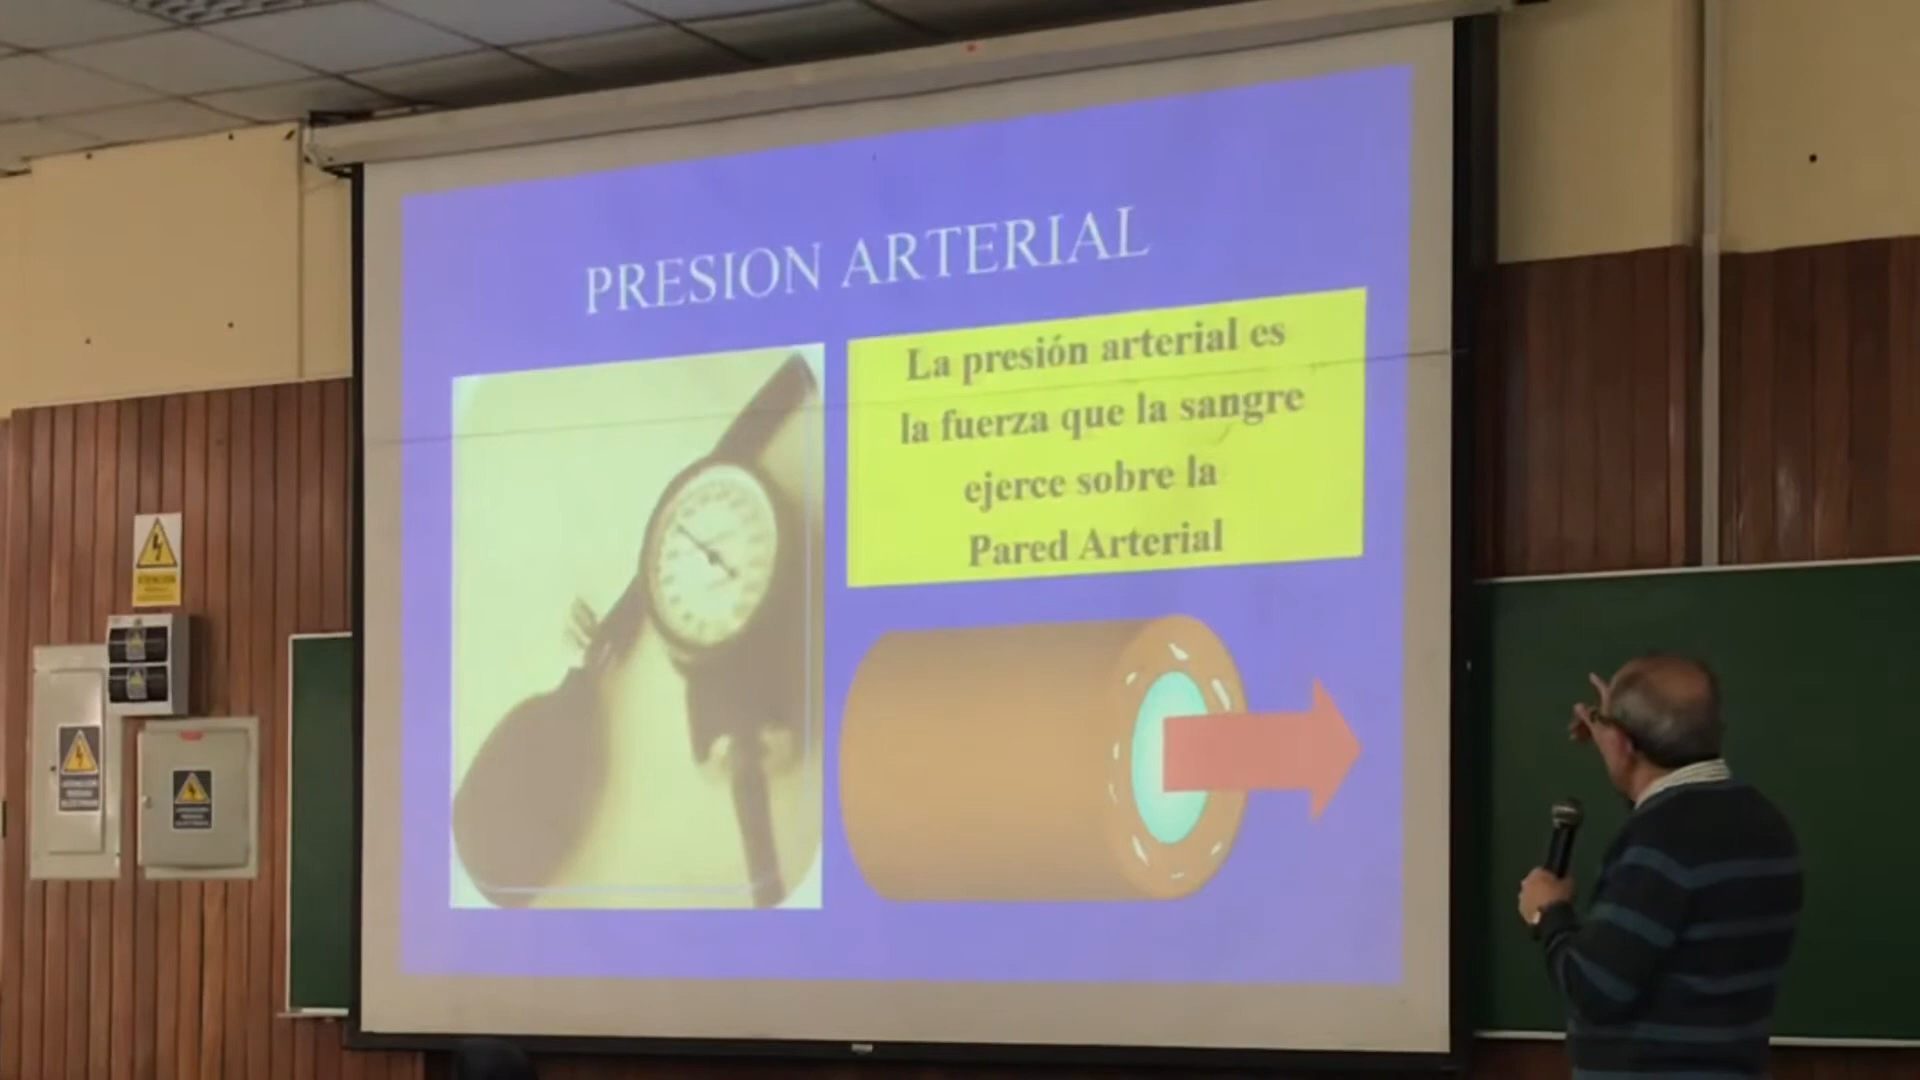 PRESION ARTERIAL
La presión arterial es
la fuerza que la sangre
ejerce sobre la
Pared Arterial